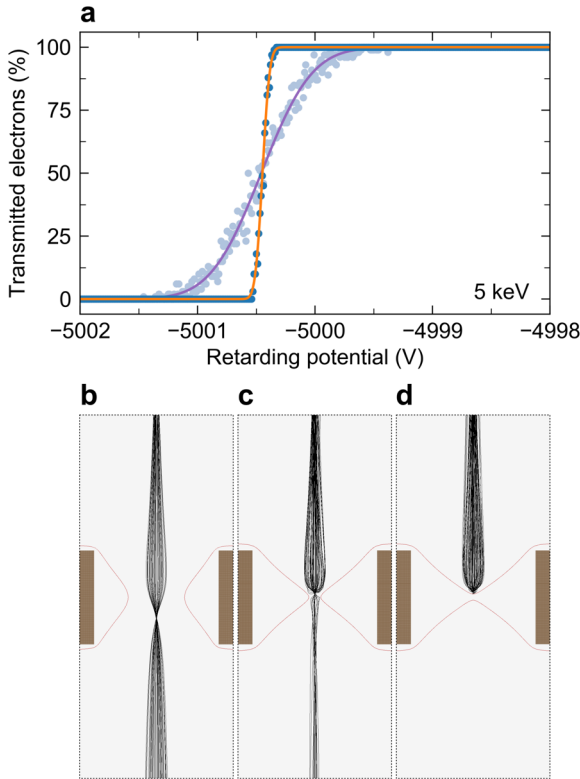 a
100
75
50
25
0
Transmitted electrons (%)
5 keV
−5002 −5001 −5000 −4999 −4998
Retarding potential (V)
b c d